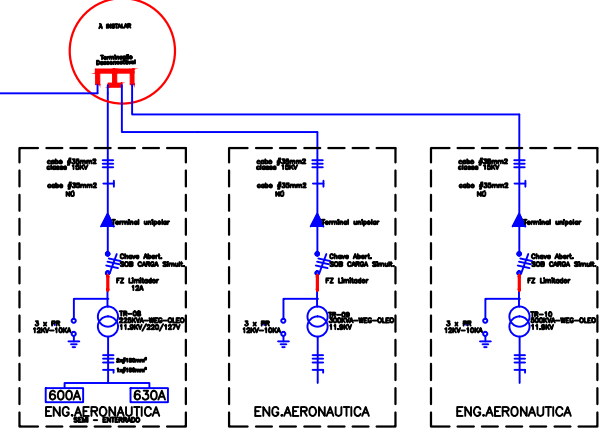 À INSTALAR
Terminação
Desconectável
cabo ∮35mm2
classe 15KV
cabo ∮35mm2
NÚ
Terminal unipolar
Chave Abert.
SOB CARGA Simult.
FZ Limitador
12A
TR-08
225KVA-WEG-OLEO
11.9KV/220/127V
3 x PR
12KV-10KA
600A
630A
ENG.AERONAUTICA
SEMI - ENTERRADO
cabo ∮35mm2
classe 15KV
cabo ∮35mm2
NÚ
Terminal unipolar
Chave Abert.
SOB CARGA Simult.
FZ Limitador
TR-09
300KVA-WEG-OLEO
11.9KV
3 x PR
12KV-10KA
ENG.AERONAUTICA
cabo ∮35mm2
classe 15KV
cabo ∮35mm2
NÚ
Terminal unipolar
Chave Abert.
SOB CARGA Simult.
FZ Limitador
TR-10
500KVA-WEG-OLEO
11.9KV
3 x PR
12KV-10KA
ENG.AERONAUTICA